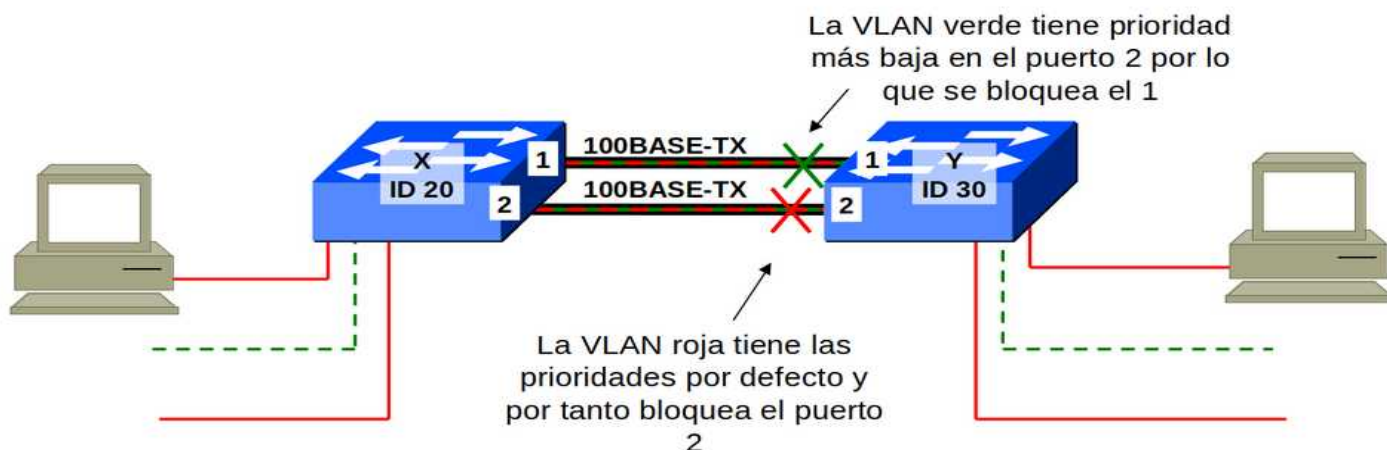 La VLAN verde tiene prioridad
más baja en el puerto 2 por lo
que se bloquea el 1
100BASE-TX
X
ID 20
1
1
Y
ID 30
100BASE-TX
2
2
La VLAN roja tiene las
prioridades por defecto y
por tanto bloquea el puerto
2